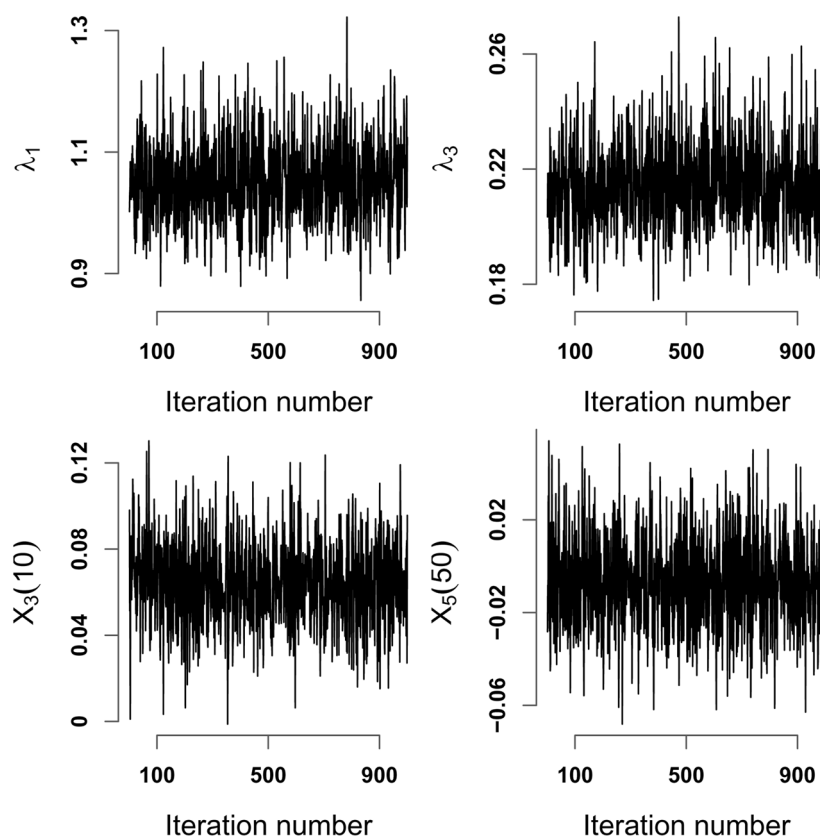 λ1
1.3
1.1
0.9
100 500 900
Iteration number
λ3
0.26
0.22
0.18
100 500 900
Iteration number
X3(10)
0.12
0.08
0.04
0
100 500 900
Iteration number
X5(50)
0.02
−0.02
−0.06
100 500 900
Iteration number